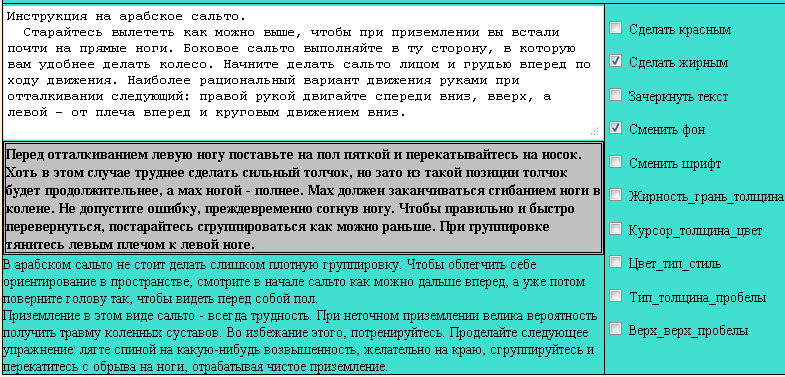 Инструкция на арабское сальто.
Старайтесь вылететь как можно выше, чтобы при приземлении вы встали
почти на прямые ноги. Боковое сальто выполняйте в ту сторону, в которую
вам удобнее делать колесо. Начните делать сальто лицом и грудью вперед по
ходу движения. Наиболее рациональный вариант движения руками при
отталкивании следующий: правой рукой двигайте спереди вниз, вверх, а
левой - от плеча вперед и круговым движением вниз.
Перед отталкиванием левую ногу поставьте на пол пяткой и перекатывайтесь на носок.
Хоть в этом случае труднее сделать сильный толчок, но зато из такой позиции толчок
будет продолжительнее, а мах ногой - полнее. Мах должен заканчиваться сгибанием ноги в
колене. Не допустите ошибку, преждевременно согнув ногу. Чтобы правильно и быстро
перевернуться, постарайтесь сгруппироваться как можно раньше. При группировке
тянитесь левым плечом к левой ноге.
В арабском сальто не стоит делать слишком плотную группировку. Чтобы облегчить себе
ориентирование в пространстве, смотрите в начале сальто как можно дальше вперед, а уже потом
поверните голову так, чтобы видеть перед собой пол.
Приземление в этом виде сальто - всегда трудность. При неточном приземлении велика вероятность
получить травму коленных суставов. Во избежание этого, потренируйтесь. Проделайте следующее
упражнение: лягте спиной на какую-нибудь возвышенность, желательно на краю, сгруппируйтесь и
перекатитесь с обрыва на ноги, отрабатывая чистое приземление.
Сделать красным
Сделать жирным
Зачеркнуть текст
Сменить фон
Сменить шрифт
Жирность_грань_толщина
Курсор_толщина_цвет
Цвет_тип_стиль
Тип_толщина_пробелы
Верх_верх_пробелы